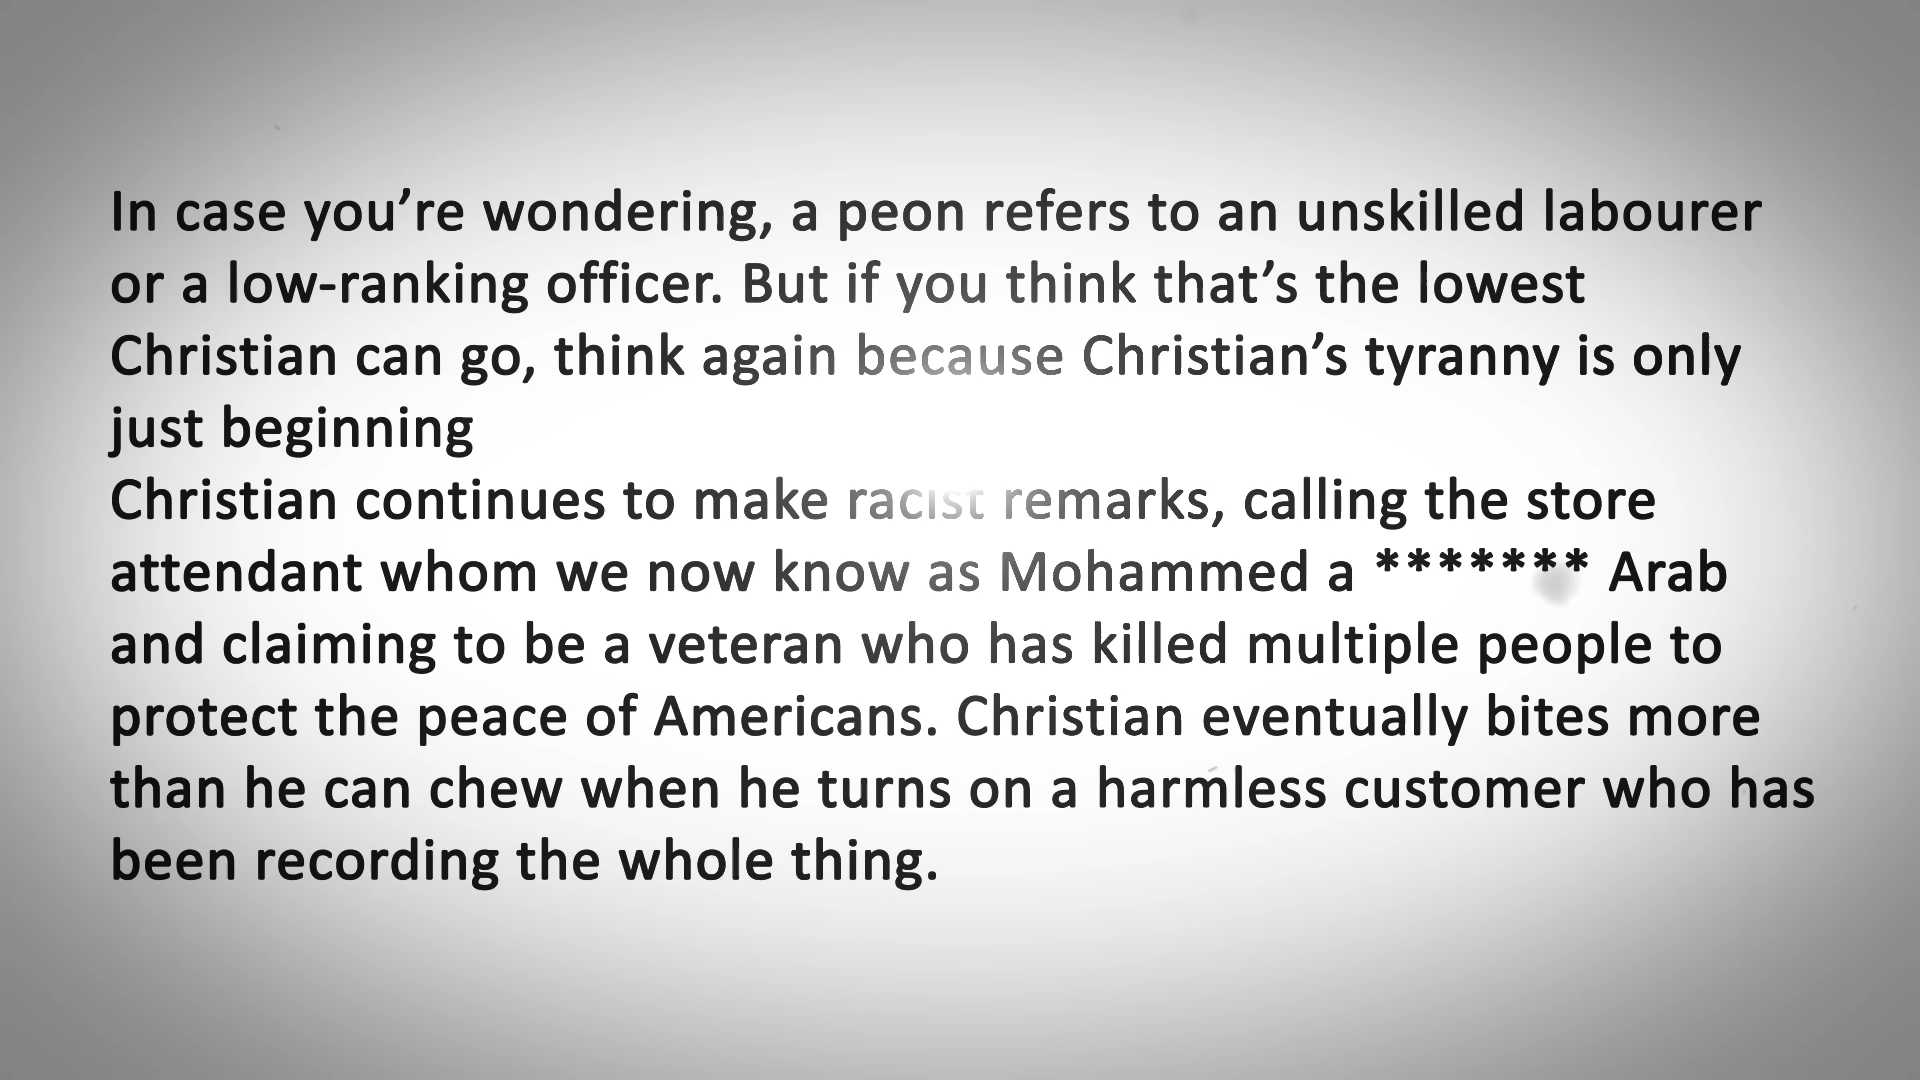 In case you’re wondering, a peon refers to an unskilled labourer
or a low-ranking officer. But if you think that’s the lowest
Christian can go, think again because Christian’s tyranny is only
just beginning
Christian continues to make racist remarks, calling the store
attendant whom we now know as Mohammed a ******* Arab
and claiming to be a veteran who has killed multiple people to
protect the peace of Americans. Christian eventually bites more
than he can chew when he turns on a harmless customer who has
been recording the whole thing.